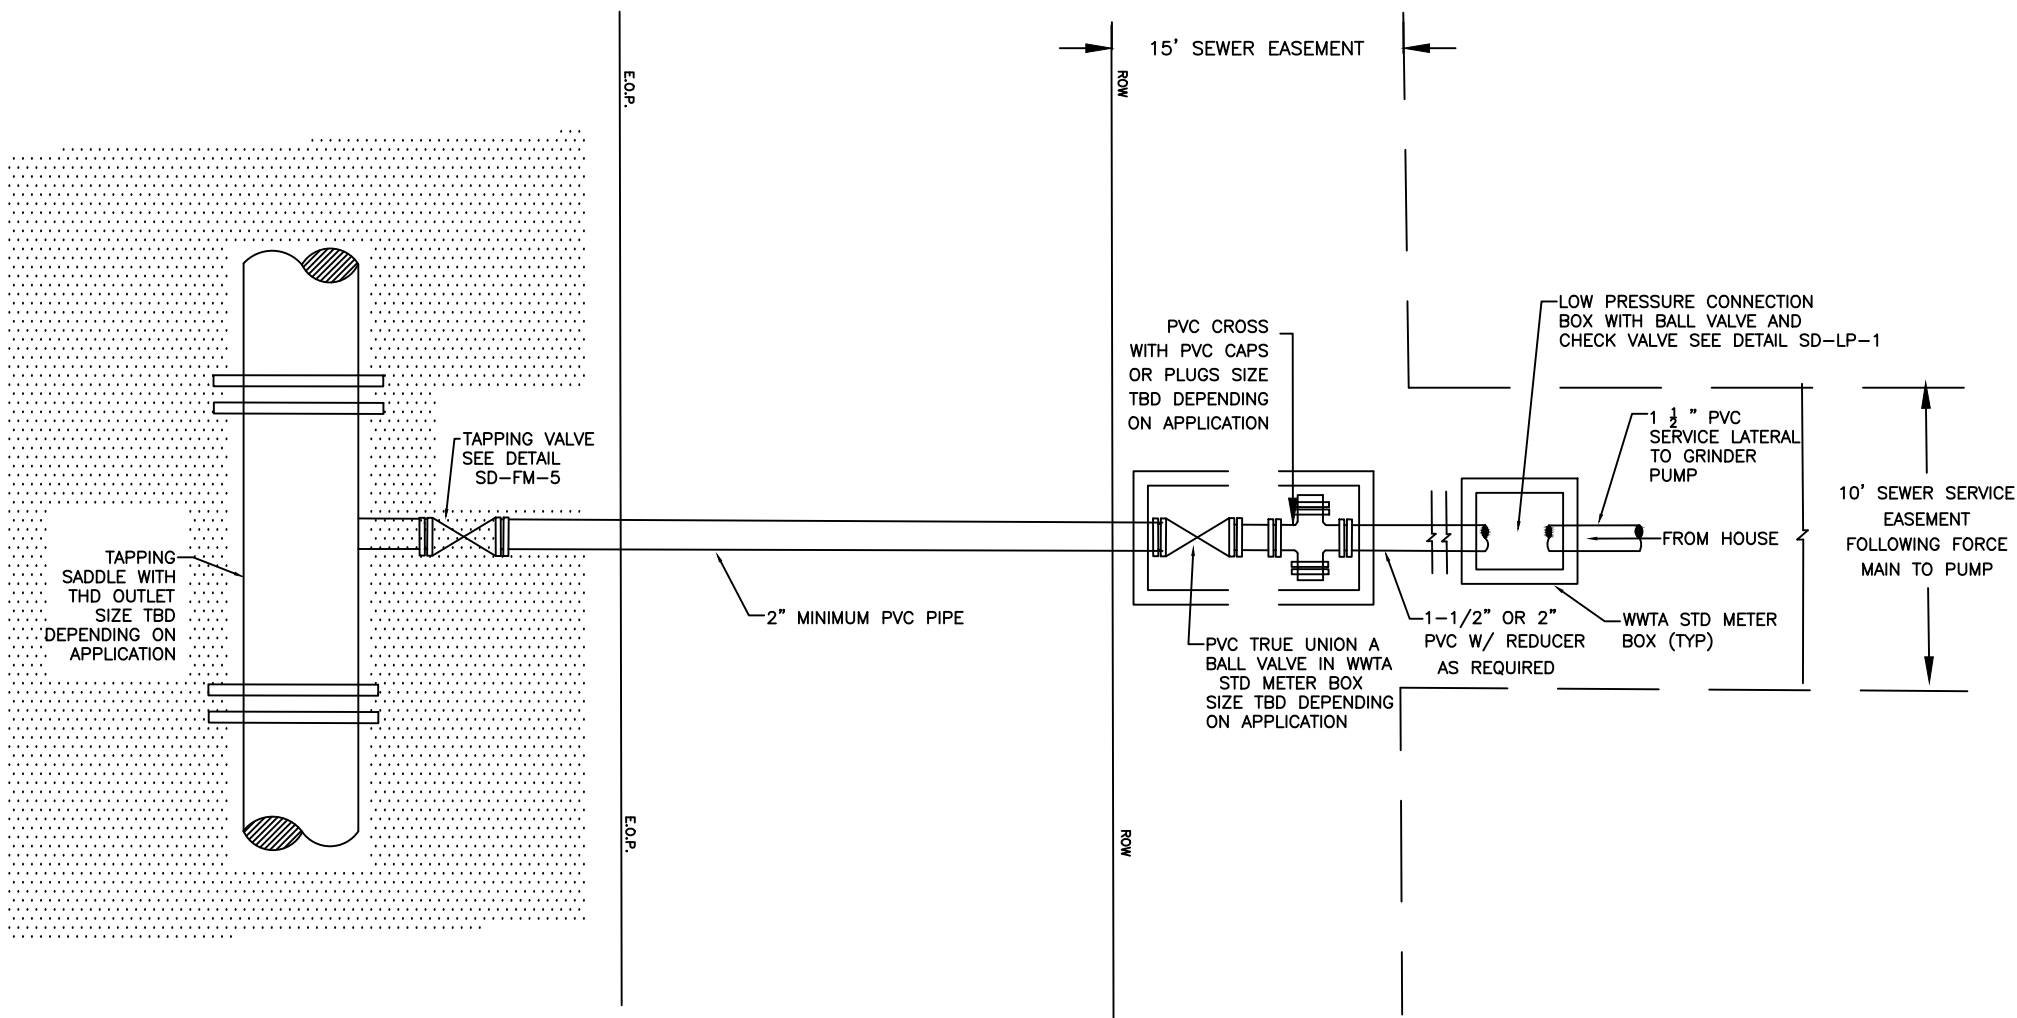 15' SEWER EASEMENT
E.O.P.
ROW
LOW PRESSURE CONNECTION
BOX WITH BALL VALVE AND
CHECK VALVE SEE DETAIL SD-LP-1
PVC CROSS
WITH PVC CAPS
OR PLUGS SIZE
TBD DEPENDING
ON APPLICATION
1 1/2 " PVC
SERVICE LATERAL
TO GRINDER
PUMP
TAPPING VALVE
SEE DETAIL
SD-FM-5
10' SEWER SERVICE
EASEMENT
FOLLOWING FORCE
MAIN TO PUMP
FROM HOUSE
TAPPING
SADDLE WITH
THD OUTLET
SIZE TBD
DEPENDING ON
APPLICATION
2" MINIMUM PVC PIPE
1-1/2" OR 2"
PVC W/ REDUCER
AS REQUIRED
WWTA STD METER
BOX (TYP)
PVC TRUE UNION A
BALL VALVE IN WWTA
STD METER BOX
SIZE TBD DEPENDING
ON APPLICATION
E.O.P.
ROW